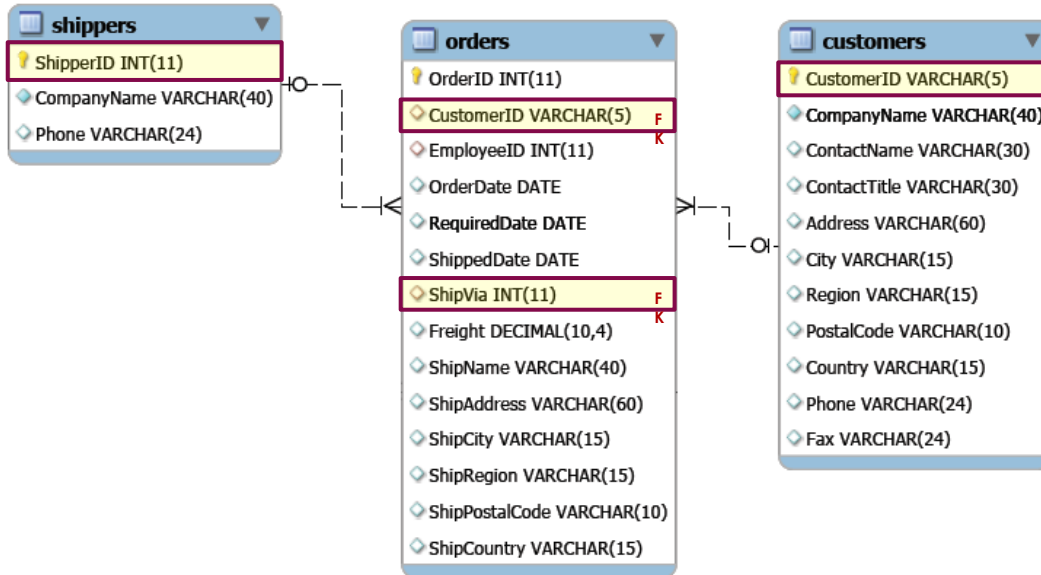 shippers
ShipperID INT(11)
CompanyName VARCHAR(40)
Phone VARCHAR(24)
orders
OrderID INT(11)
CustomerID VARCHAR(5) F
K
EmployeeID INT(11)
OrderDate DATE
RequiredDate DATE
ShippedDate DATE
ShipVia INT(11) F
K
Freight DECIMAL(10,4)
ShipName VARCHAR(40)
ShipAddress VARCHAR(60)
ShipCity VARCHAR(15)
ShipRegion VARCHAR(15)
ShipPostalCode VARCHAR(10)
ShipCountry VARCHAR(15)
customers
CustomerID VARCHAR(5)
CompanyName VARCHAR(40)
ContactName VARCHAR(30)
ContactTitle VARCHAR(30)
Address VARCHAR(60)
City VARCHAR(15)
Region VARCHAR(15)
PostalCode VARCHAR(10)
Country VARCHAR(15)
Phone VARCHAR(24)
Fax VARCHAR(24)